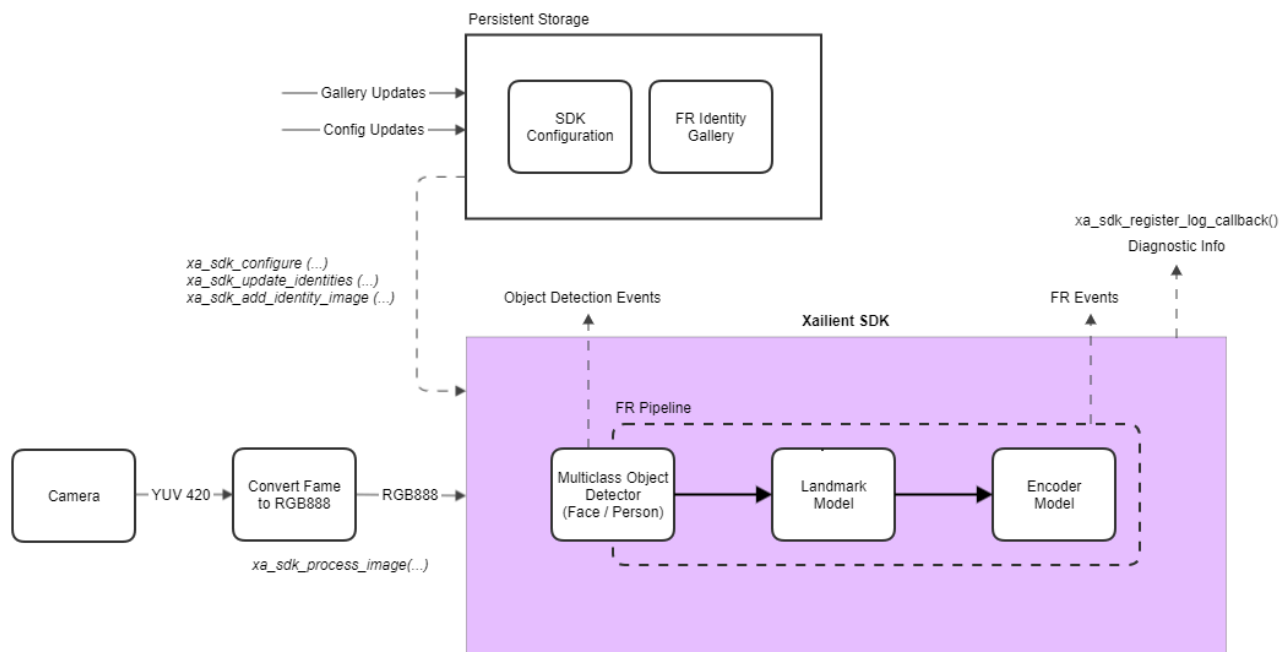 Persistent Storage
Gallery Updates
Config Updates
SDK
Configuration
FR Identity
Gallery
xa_sdk_register_log_callback()
Diagnostic Info
xa_sdk_configure (...)
xa_sdk_update_identities (...)
xa_sdk_add_identity_image (...)
Object Detection Events
FR Events
Xailient SDK
FR Pipeline
Camera
YUV 420
Convert Fame
to RGB888
RGB888
Multiclass Object
Detector
(Face / Person)
Landmark
Model
Encoder
Model
xa_sdk_process_image(...)